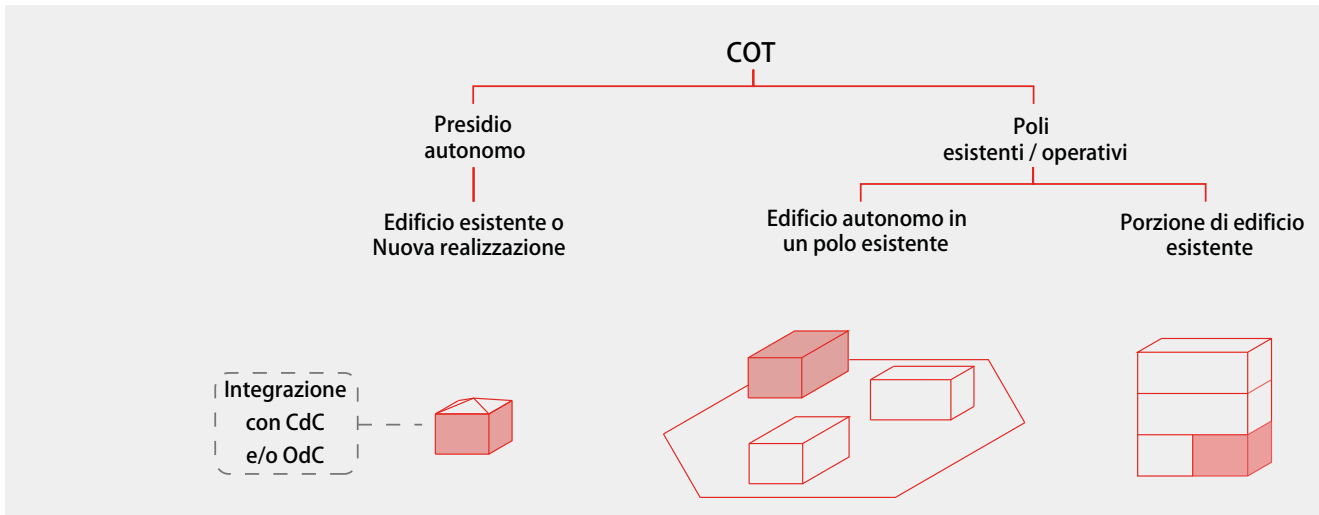 COT
Presidio
autonomo
Poli
esistenti / operativi
Edificio esistente o
Nuova realizzazione
Edificio autonomo in
un polo esistente
Porzione di edificio
esistente
Integrazione
con CdC
e/o OdC